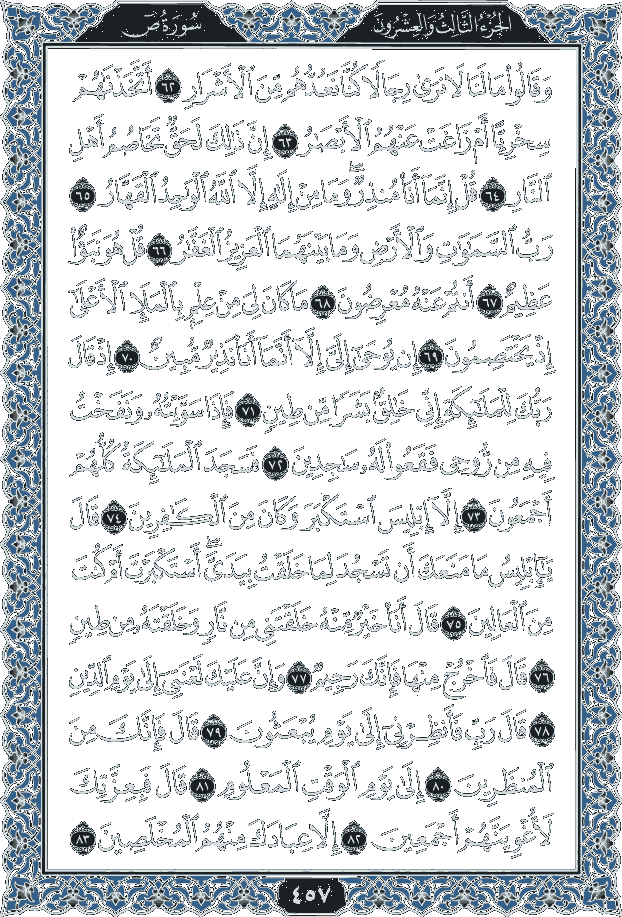 الجزء الثالث والعشرون
سورة ص
وَقَالُوا۟ مَا لَنَا لَا نَرَىٰ رِجَالًا كُنَّا نَعُدُّهُم مِّنَ ٱلْأَشْرَارِ ٦٢ أَتَّخَذْنَٰهُمْ
سِخْرِيًّا أَمْ زَاغَتْ عَنْهُمُ ٱلْأَبْصَٰرُ ٦٣ إِنَّ ذَٰلِكَ لَحَقٌّ تَخَاصُمُ أَهْلِ
ٱلنَّارِ ٦٤ قُلْ إِنَّمَآ أَنَا۠ مُنذِرٌ ۖ وَمَا مِنْ إِلَٰهٍ إِلَّا ٱللَّهُ ٱلْوَٰحِدُ ٱلْقَهَّارُ ٦٥
رَبُّ ٱلسَّمَٰوَٰتِ وَٱلْأَرْضِ وَمَا بَيْنَهُمَا ٱلْعَزِيزُ ٱلْغَفَّٰرُ ٦٦ قُلْ هُوَ نَبَؤٌا۟
عَظِيمٌ ٦٧ أَنتُمْ عَنْهُ مُعْرِضُونَ ٦٨ مَا كَانَ لِىَ مِنْ عِلْمٍۭ بِٱلْمَلَإِ ٱلْأَعْلَىٰٓ
إِذْ يَخْتَصِمُونَ ٦٩ إِن يُوحَىٰٓ إِلَىَّ إِلَّآ أَنَّمَآ أَنَا۠ نَذِيرٌ مُّبِينٌ ٧٠ إِذْ قَالَ
رَبُّكَ لِلْمَلَٰٓئِكَةِ إِنِّى خَٰلِقٌۢ بَشَرًا مِّن طِينٍ ٧١ فَإِذَا سَوَّيْتُهُۥ وَنَفَخْتُ
فِيهِ مِن رُّوحِى فَقَعُوا۟ لَهُۥ سَٰجِدِينَ ٧٢ فَسَجَدَ ٱلْمَلَٰٓئِكَةُ كُلُّهُمْ
أَجْمَعُونَ ٧٣ إِلَّآ إِبْلِيسَ ٱسْتَكْبَرَ وَكَانَ مِنَ ٱلْكَٰفِرِينَ ٧٤ قَالَ
يَٰٓإِبْلِيسُ مَا مَنَعَكَ أَن تَسْجُدَ لِمَا خَلَقْتُ بِيَدَىَّ ۖ أَسْتَكْبَرْتَ أَمْ كُنتَ
مِنَ ٱلْعَالِينَ ٧٥ قَالَ أَنَا۠ خَيْرٌ مِّنْهُ ۖ خَلَقْتَنِى مِن نَّارٍ وَخَلَقْتَهُۥ مِن طِينٍ
٧٦ قَالَ فَٱخْرُجْ مِنْهَا فَإِنَّكَ رَجِيمٌ ٧٧ وَإِنَّ عَلَيْكَ لَعْنَتِىٓ إِلَىٰ يَوْمِ ٱلدِّينِ
٧٨ قَالَ رَبِّ فَأَنظِرْنِىٓ إِلَىٰ يَوْمِ يُبْعَثُونَ ٧٩ قَالَ فَإِنَّكَ مِنَ
ٱلْمُنظَرِينَ ٨٠ إِلَىٰ يَوْمِ ٱلْوَقْتِ ٱلْمَعْلُومِ ٨١ قَالَ فَبِعِزَّتِكَ
لَأُغْوِيَنَّهُمْ أَجْمَعِينَ ٨٢ إِلَّا عِبَادَكَ مِنْهُمُ ٱلْمُخْلَصِينَ ٨٣
٤٥٧